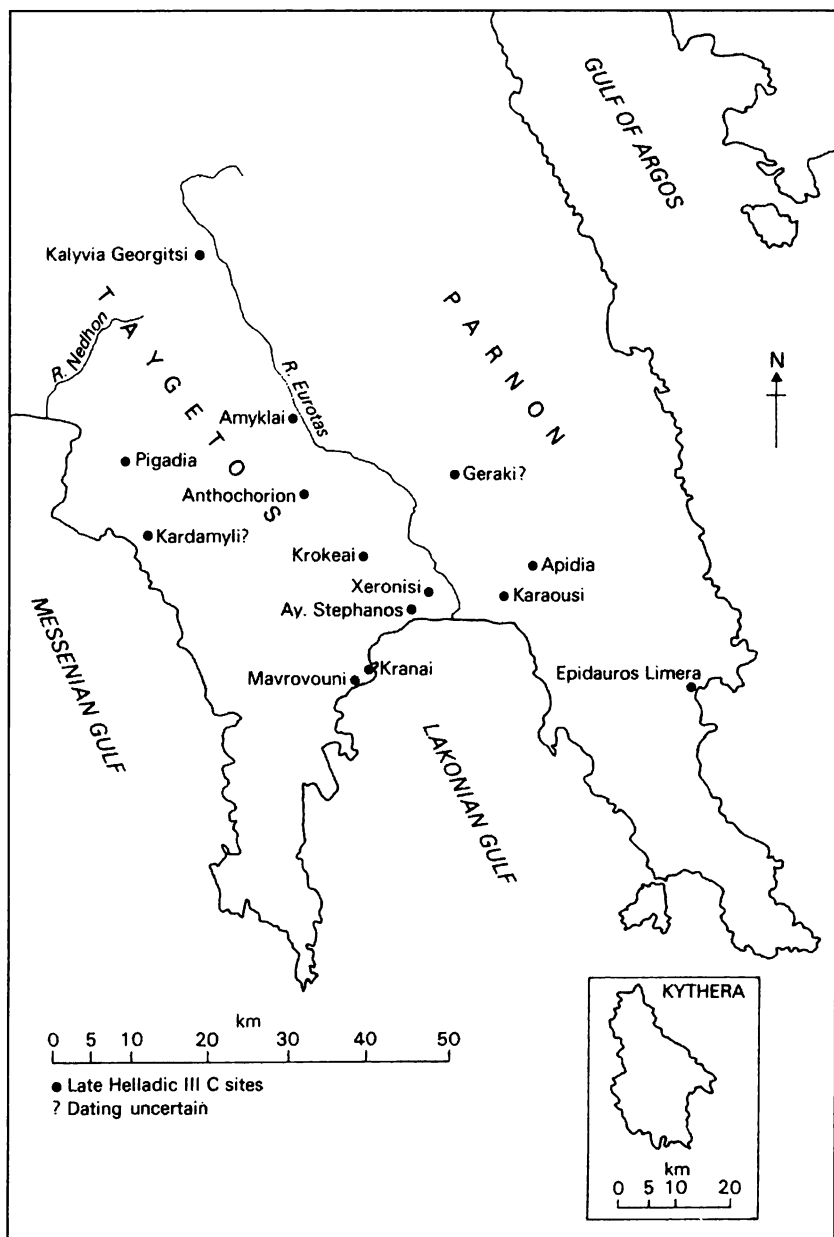 GULF OF ARGOS
Kalyvia Georgitsi
TAYGETOS
PARNON
R. Nedhon
R. Eurotas
N
Amyklai
Pigadia
Geraki?
Anthochorion
Kardamyli?
Krokeai
Apidia
Xeronisi
Karaousi
Ay. Stephanos
MESSENIAN GULF
Kranai
Mavrovouni
Epidauros Limera
LAKONIAN GULF
KYTHERA
km
0 5 10 20 30 40 50
● Late Helladic III C sites
? Dating uncertain
km
0 5 10 20